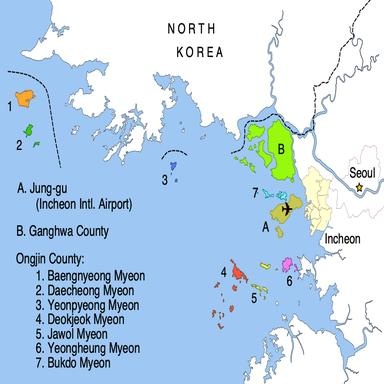 NORTH
KOREA
1
2
3
B
Seoul
7
A
Incheon
4
5
6
A. Jung-gu
(Incheon Intl. Airport)
B. Ganghwa County
Ongjin County:
1. Baengnyeong Myeon
2. Daecheong Myeon
3. Yeonpyeong Myeon
4. Deokjeok Myeon
5. Jawol Myeon
6. Yeongheung Myeon
7. Bukdo Myeon